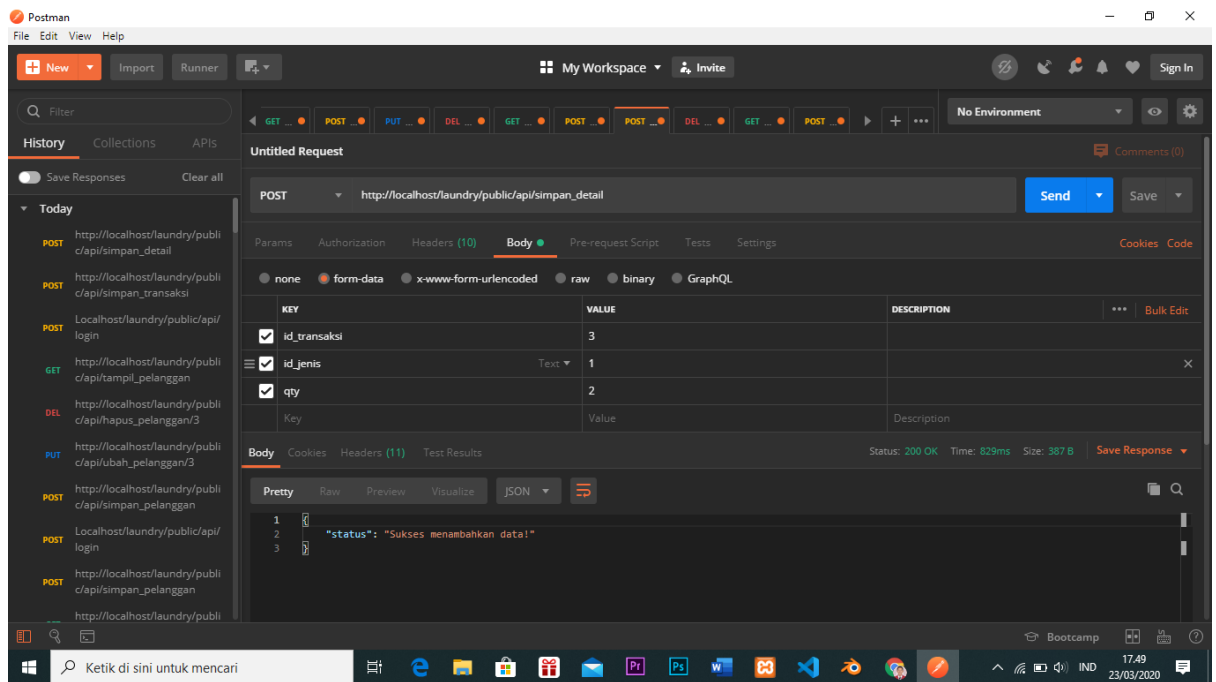 Postman
File Edit View Help
New Import Runner My Workspace Invite Sign In
Filter
History Collections APIs
Save Responses Clear all
Today
POST http://localhost/laundry/publi
c/api/simpan_detail
POST http://localhost/laundry/publi
c/api/simpan_transaksi
POST Localhost/laundry/public/api/
login
GET http://localhost/laundry/publi
c/api/tampil_pelanggan
DEL http://localhost/laundry/publi
c/api/hapus_pelanggan/3
PUT http://localhost/laundry/publi
c/api/ubah_pelanggan/3
POST http://localhost/laundry/publi
c/api/simpan_pelanggan
POST Localhost/laundry/public/api/
login
POST http://localhost/laundry/publi
c/api/simpan_pelanggan
http://localhost/laundry/publi
GET ... POST ... PUT ... DEL ... GET ... POST ... POST ... DEL ... GET ... POST ... + ...
No Environment
Untitled Request Comments (0)
POST http://localhost/laundry/public/api/simpan_detail Send Save
Params Authorization Headers (10) Body Pre-request Script Tests Settings Cookies Code
none form-data x-www-form-urlencoded raw binary GraphQL
KEY VALUE DESCRIPTION ... Bulk Edit
id_transaksi 3
id_jenis Text 1
qty 2
Key Value Description
Body Cookies Headers (11) Test Results Status: 200 OK Time: 829ms Size: 387 B Save Response
Pretty Raw Preview Visualize JSON
1 {
2 "status": "Sukses menambahkan data!"
3 }
Bootcamp
Ketik di sini untuk mencari Pr Ps W IND 17.49
23/03/2020